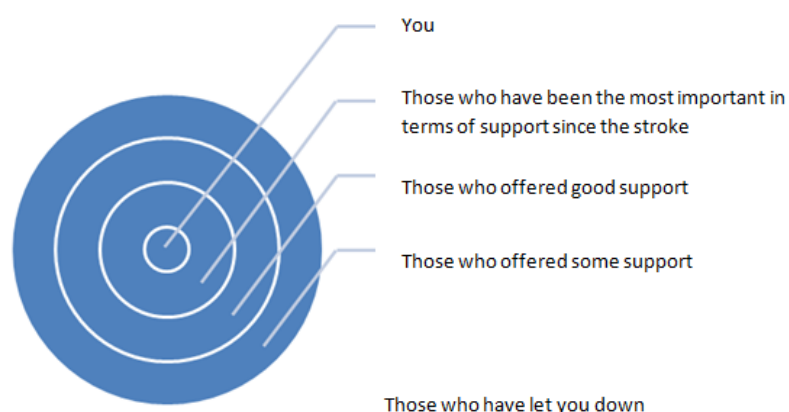 You
Those who have been the most important in
terms of support since the stroke
Those who offered good support
Those who offered some support
Those who have let you down